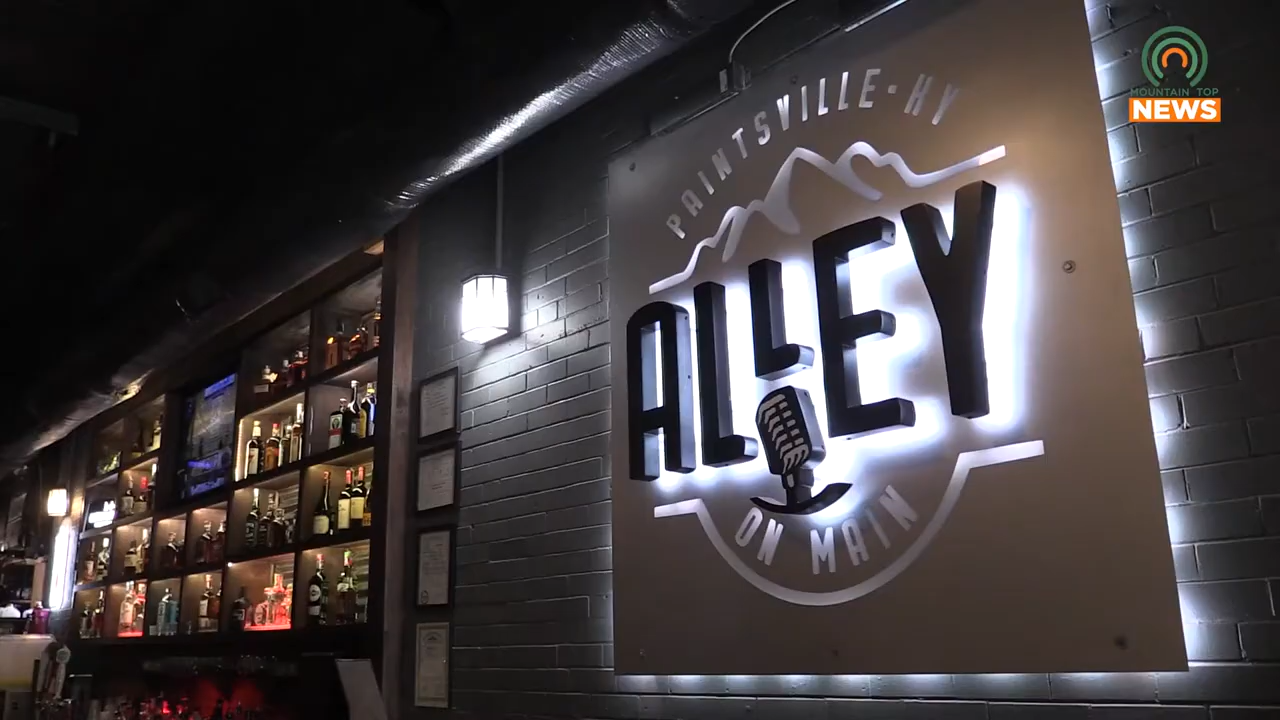 PAINTSVILLE • KY
ALLEY
ON MAIN
MOUNTAIN TOP
NEWS